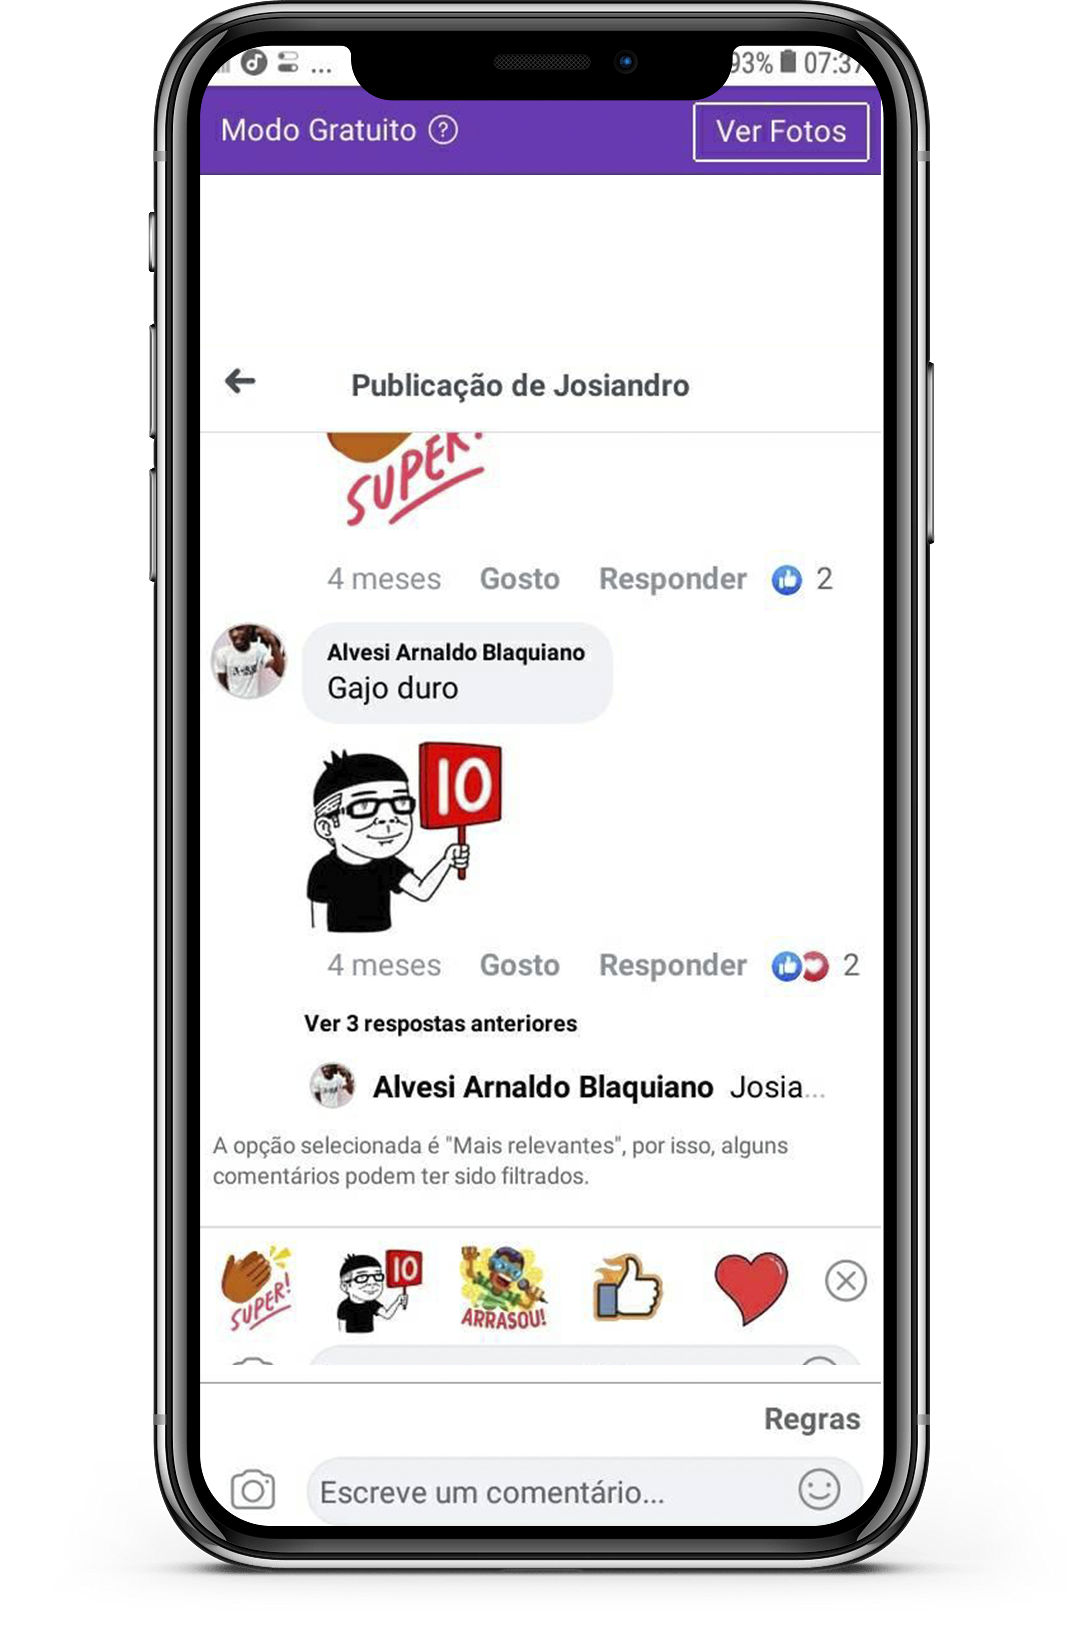 ... 93% 07:37
Modo Gratuito ? Ver Fotos
Publicação de Josiandro
SUPER!
4 meses Gosto Responder 2
Alvesi Arnaldo Blaquiano
Gajo duro
10
4 meses Gosto Responder 2
Ver 3 respostas anteriores
Alvesi Arnaldo Blaquiano Josia...
A opção selecionada é "Mais relevantes", por isso, alguns
comentários podem ter sido filtrados.
SUPER! 10 ARRASOU!
Regras
Escreve um comentário...